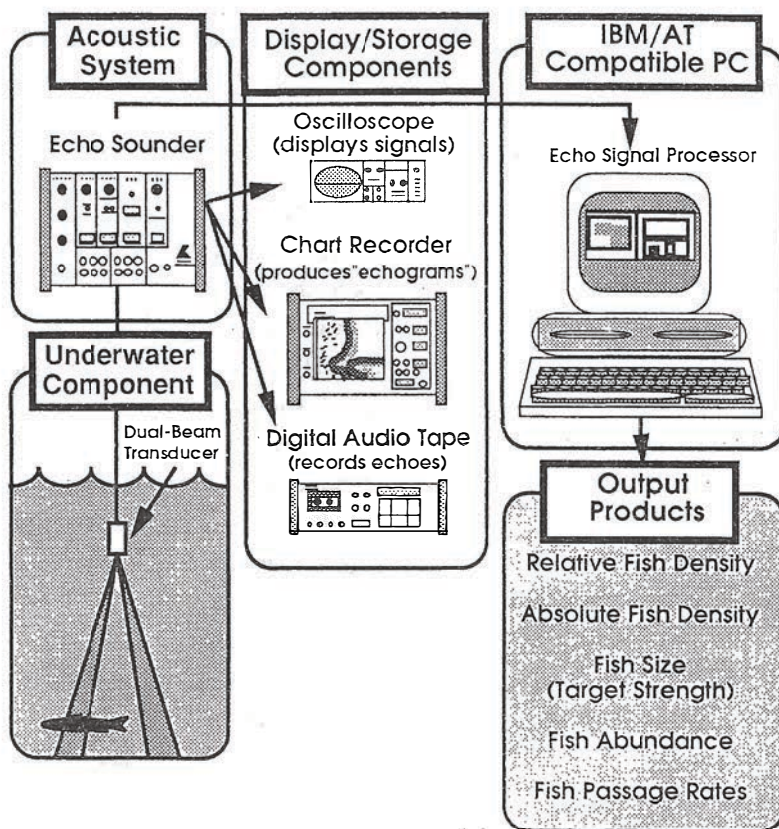 Acoustic
System
Echo Sounder
Underwater
Component
Dual-Beam
Transducer
Display/Storage
Components
Oscilloscope
(displays signals)
Chart Recorder
(produces"echograms")
Digital Audio Tape
(records echoes)
IBM/AT
Compatible PC
Echo Signal Processor
Output
Products
Relative Fish Density
Absolute Fish Density
Fish Size
(Target Strength)
Fish Abundance
Fish Passage Rates